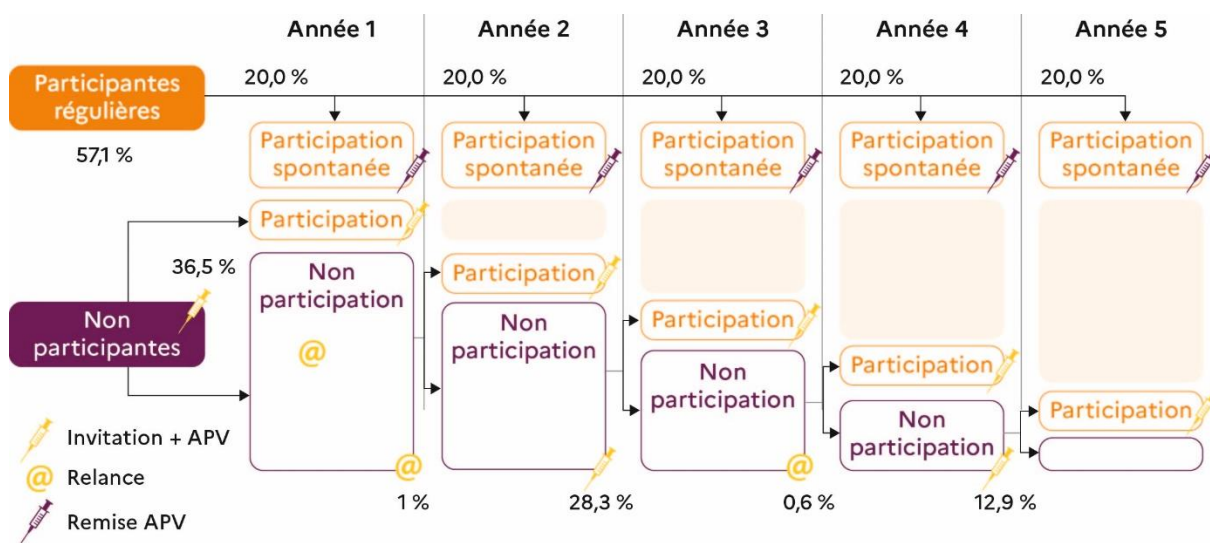 Année 1
Année 2
Année 3
Année 4
Année 5
Participantes
régulières
57,1 %
20,0 %
20,0 %
20,0 %
20,0 %
20,0 %
Participation
spontanée
Participation
spontanée
Participation
spontanée
Participation
spontanée
Participation
spontanée
Participation
36,5 %
Non
participantes
Non
participation
@
@
1 %
Participation
Non
participation
28,3 %
Participation
Non
participation
@
0,6 %
Participation
Non
participation
12,9 %
Participation
Invitation + APV
@ Relance
Remise APV